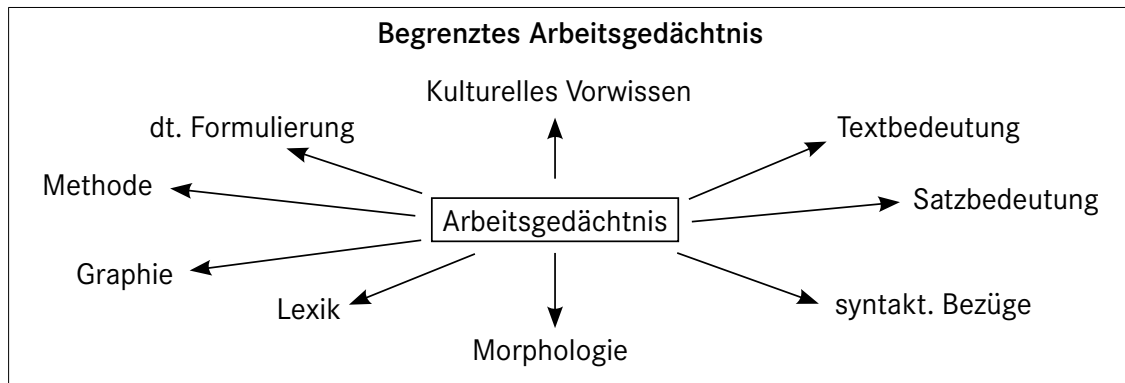 Begrenztes Arbeitsgedächtnis
Kulturelles Vorwissen
dt. Formulierung
Textbedeutung
Methode
Satzbedeutung
Arbeitsgedächtnis
Graphie
Lexik
syntakt. Bezüge
Morphologie